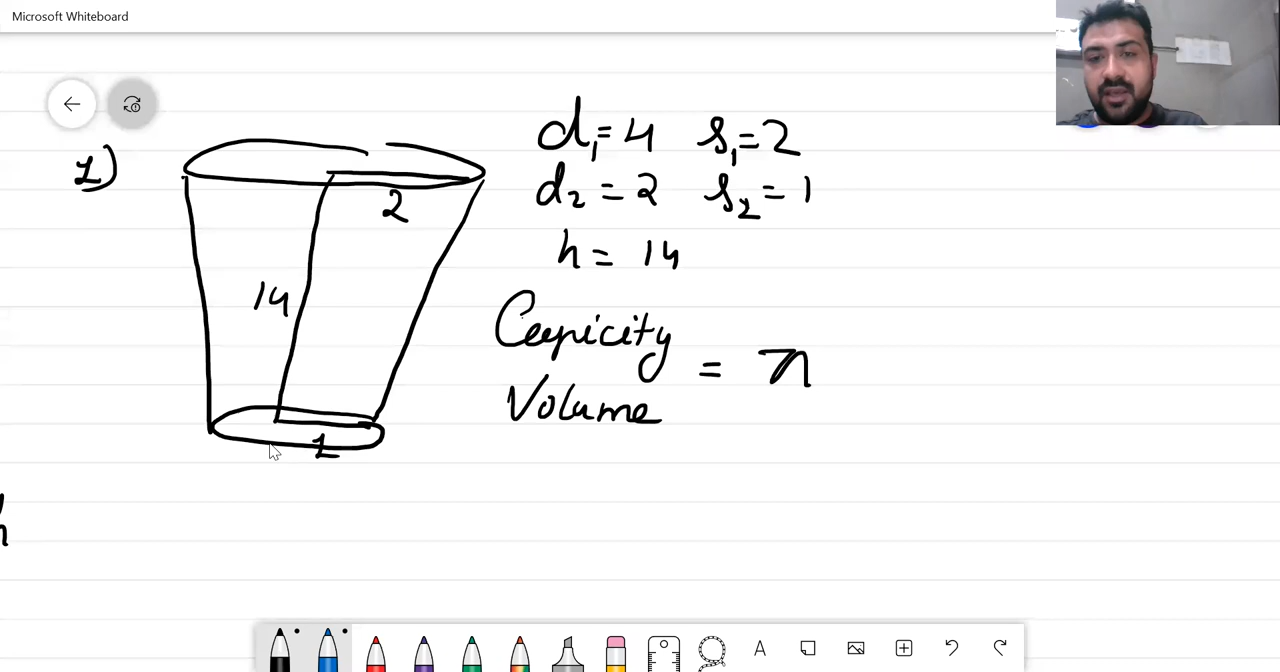 Microsoft Whiteboard
1)
d₁= 4 r₁=2
d₂ = 2 r₂ = 1
h = 14
2
14
1
Capicity
Volume
= π
h
A